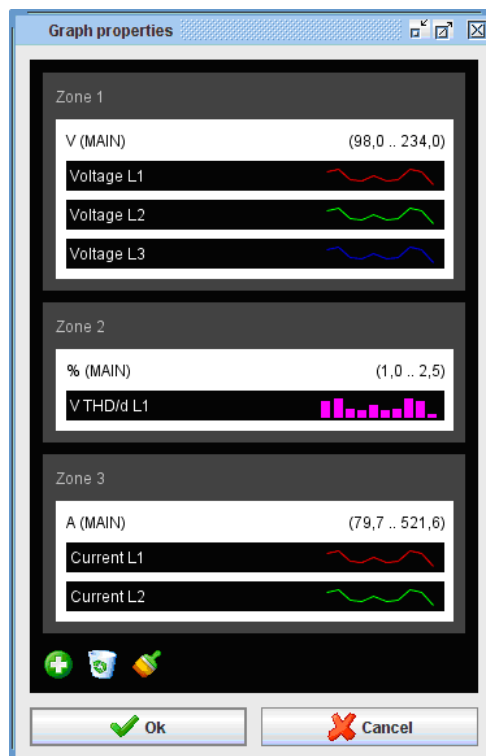 Graph properties
Zone 1
V (MAIN) (98,0 .. 234,0)
Voltage L1
Voltage L2
Voltage L3
Zone 2
% (MAIN) (1,0 .. 2,5)
V THD/d L1
Zone 3
A (MAIN) (79,7 .. 521,6)
Current L1
Current L2
Ok Cancel